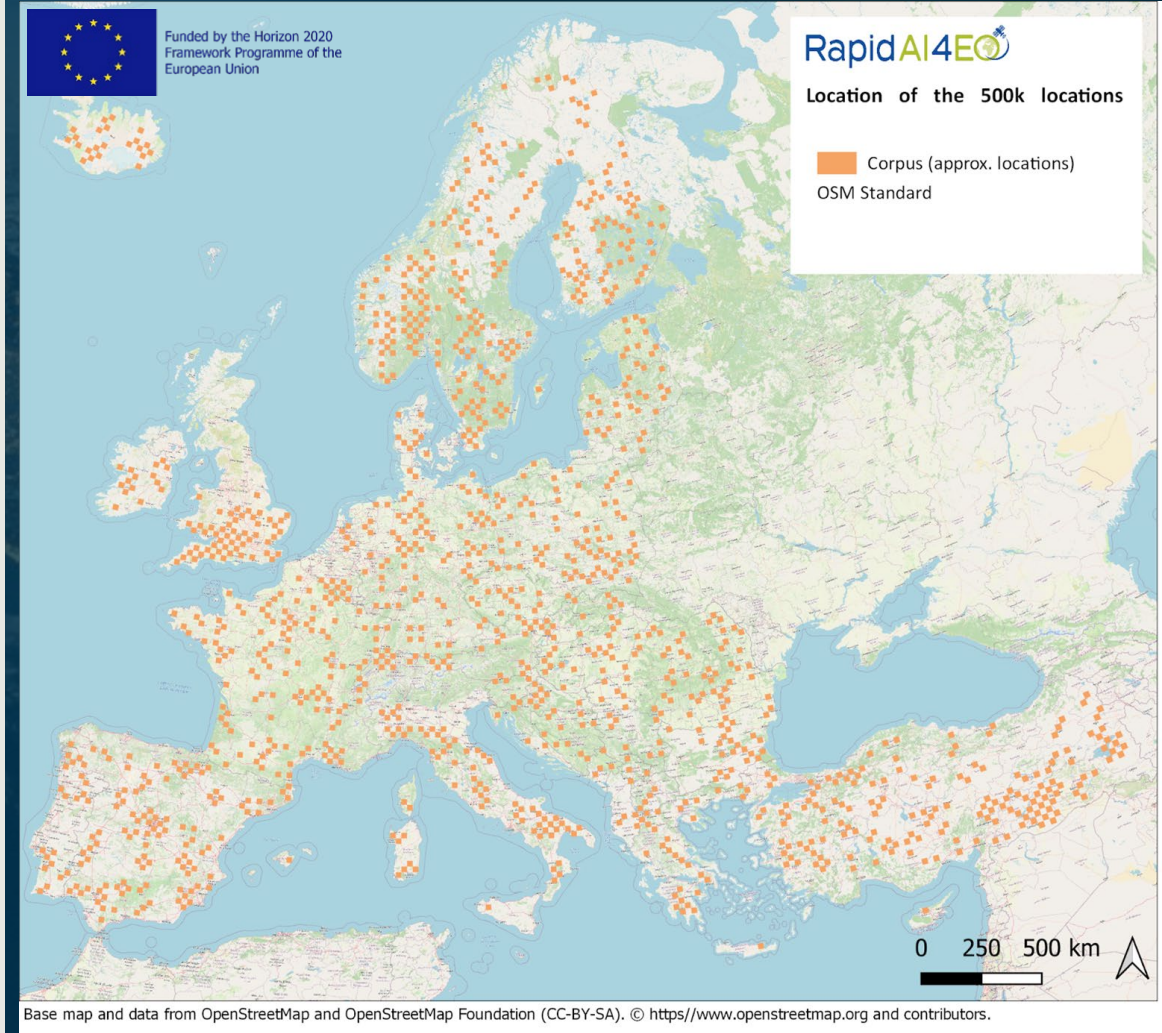 Funded by the Horizon 2020
Framework Programme of the
European Union
RapidAI4EO
Location of the 500k locations
Corpus (approx. locations)
OSM Standard
0 250 500 km
Base map and data from OpenStreetMap and OpenStreetMap Foundation (CC-BY-SA). © https//www.openstreetmap.org and contributors.